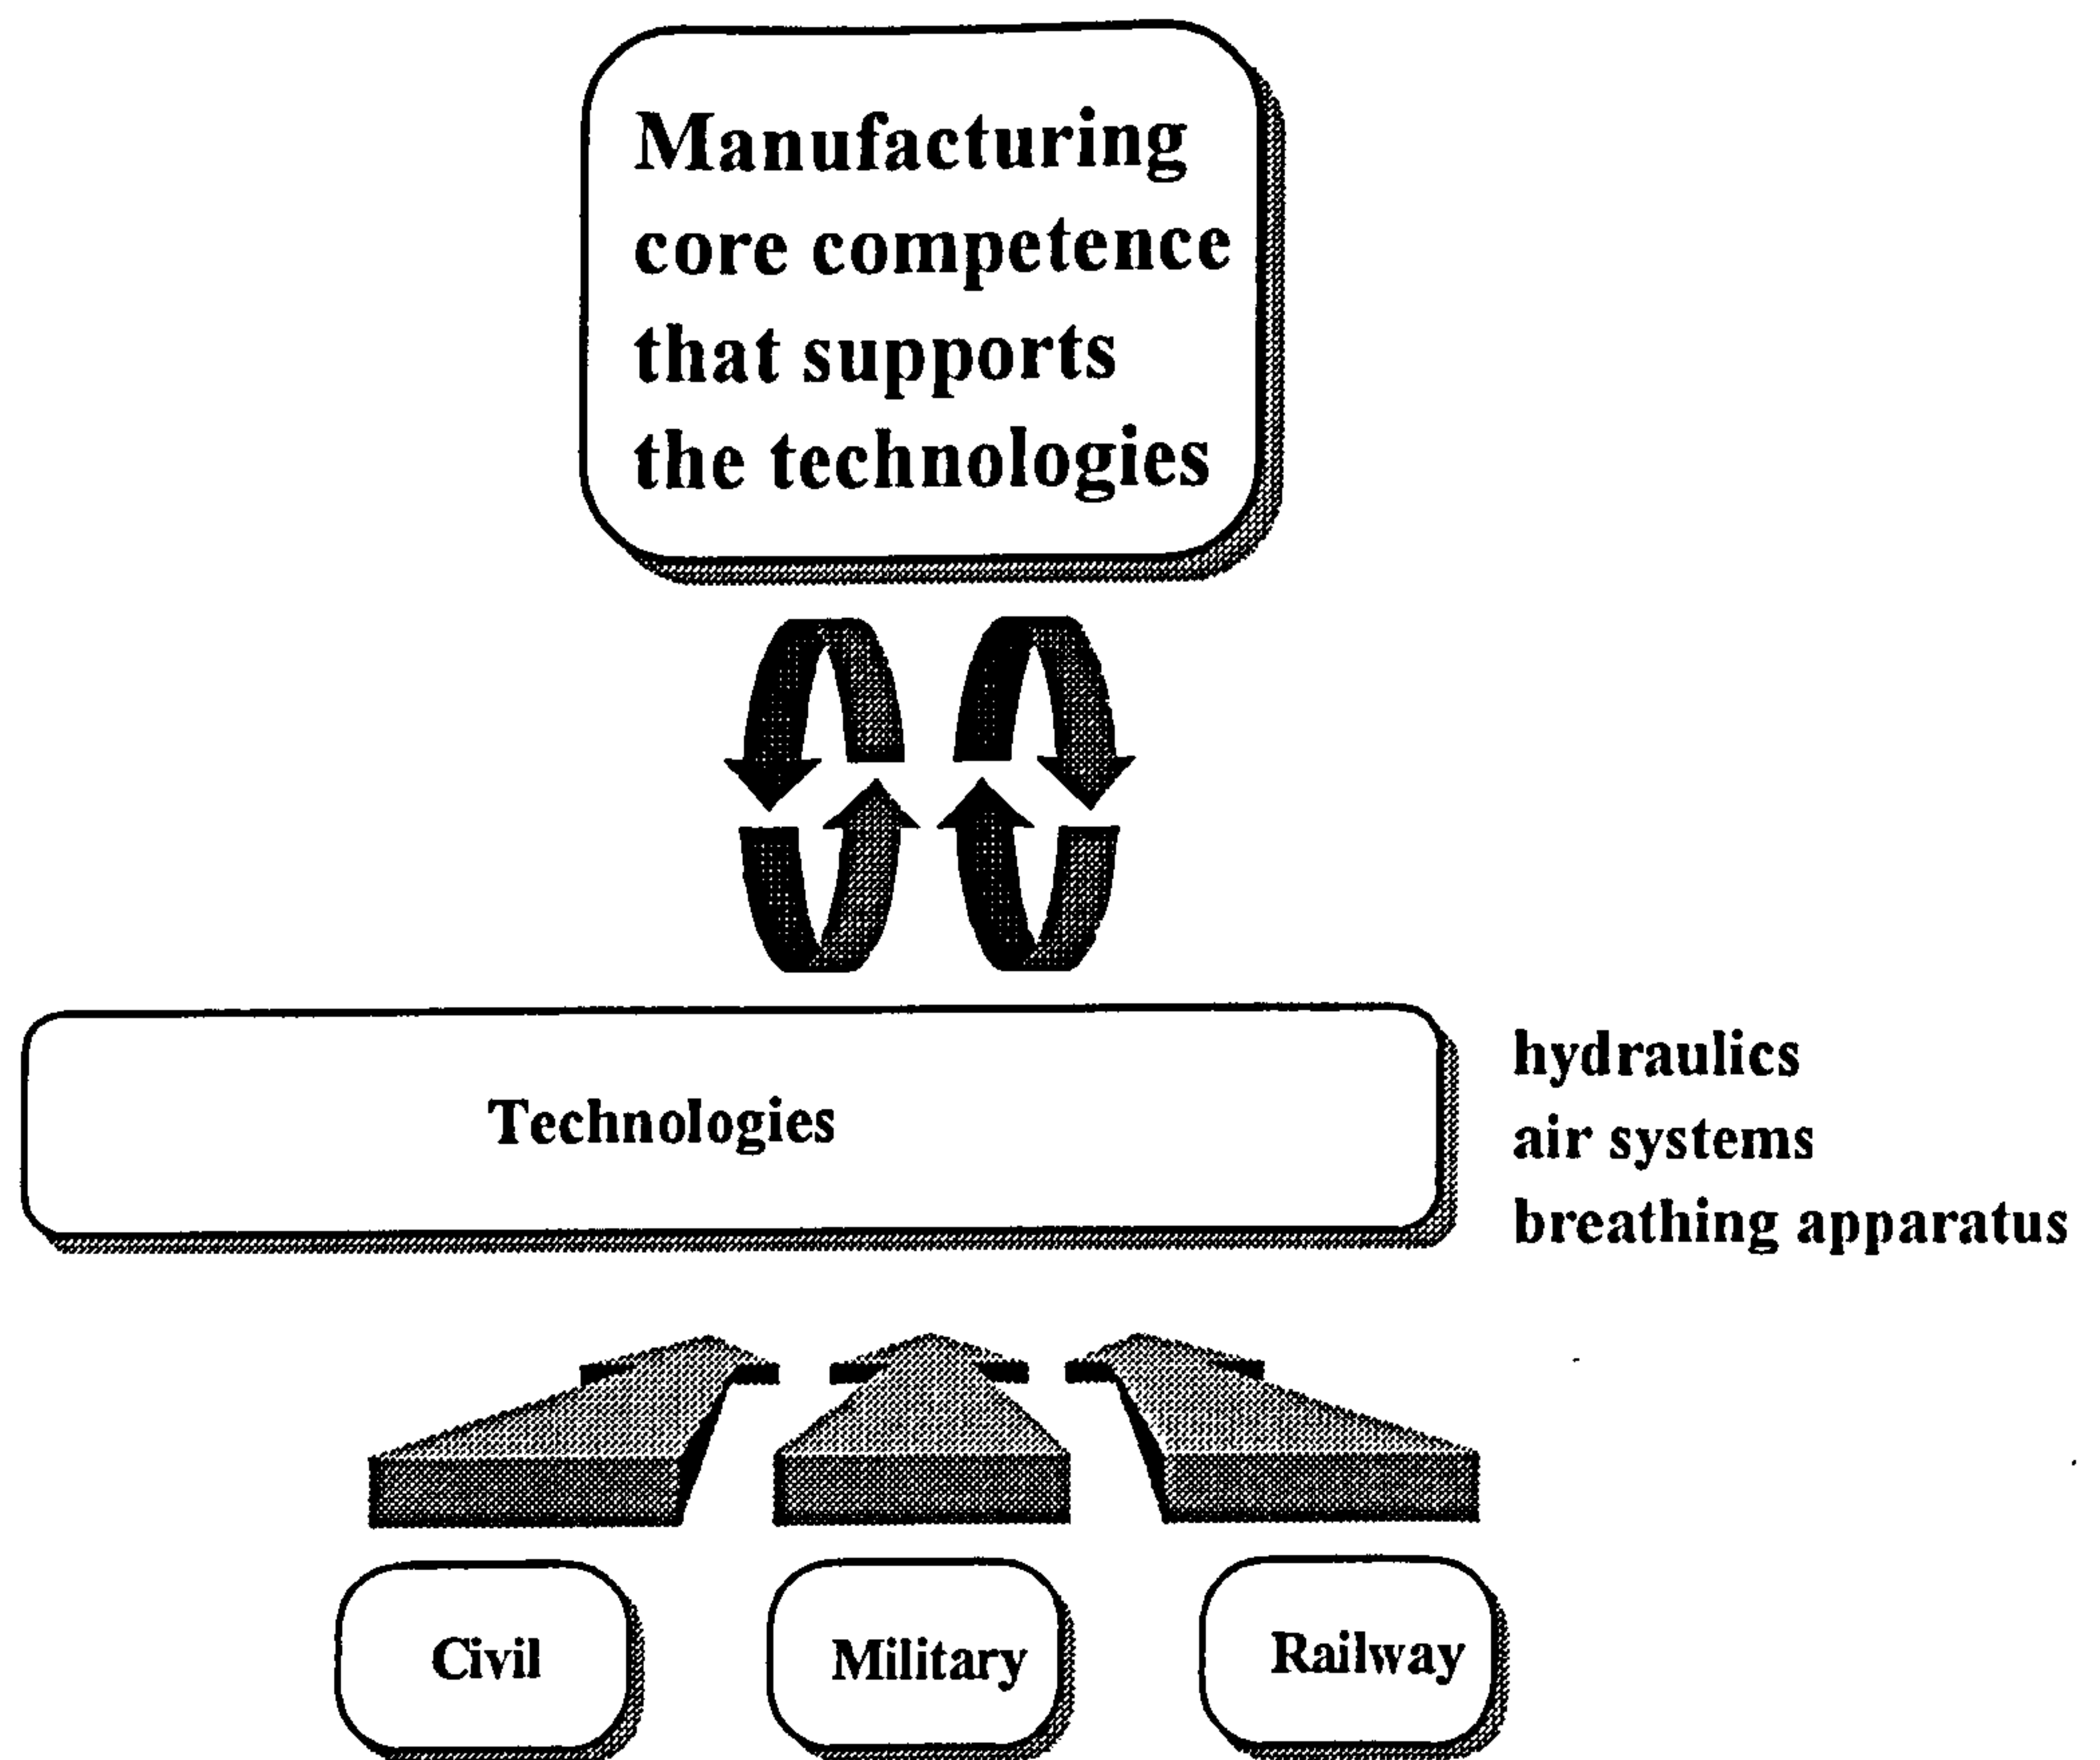 Manufacturing
core competence
that supports
the technologies
Technologies
hydraulics
air systems
breathing apparatus
Civil
Military
Railway